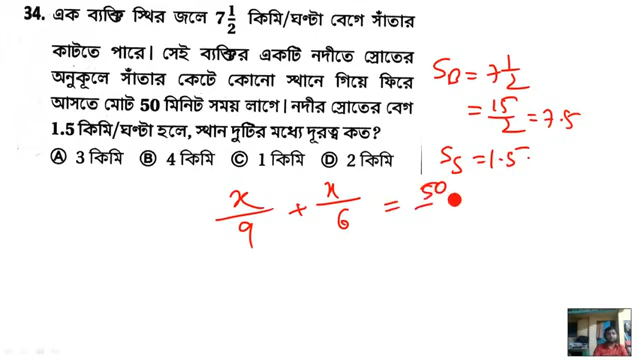 34. এক ব্যক্তি স্থির জলে 7 1/2 কিমি/ঘণ্টা বেগে সাঁতার
কাটতে পারে। সেই ব্যক্তির একটি নদীতে স্রোতের
অনুকূলে সাঁতার কেটে কোনো স্থানে গিয়ে ফিরে
আসতে মোট 50 মিনিট সময় লাগে। নদীর স্রোতের বেগ
1.5 কিমি/ঘণ্টা হলে, স্থান দুটির মধ্যে দূরত্ব কত?
Ⓐ 3 কিমি Ⓑ 4 কিমি Ⓒ 1 কিমি Ⓓ 2 কিমি
S_B = 7 1/2
= 15/2 = 7.5
S_S = 1.5
x/9 + x/6 = 50